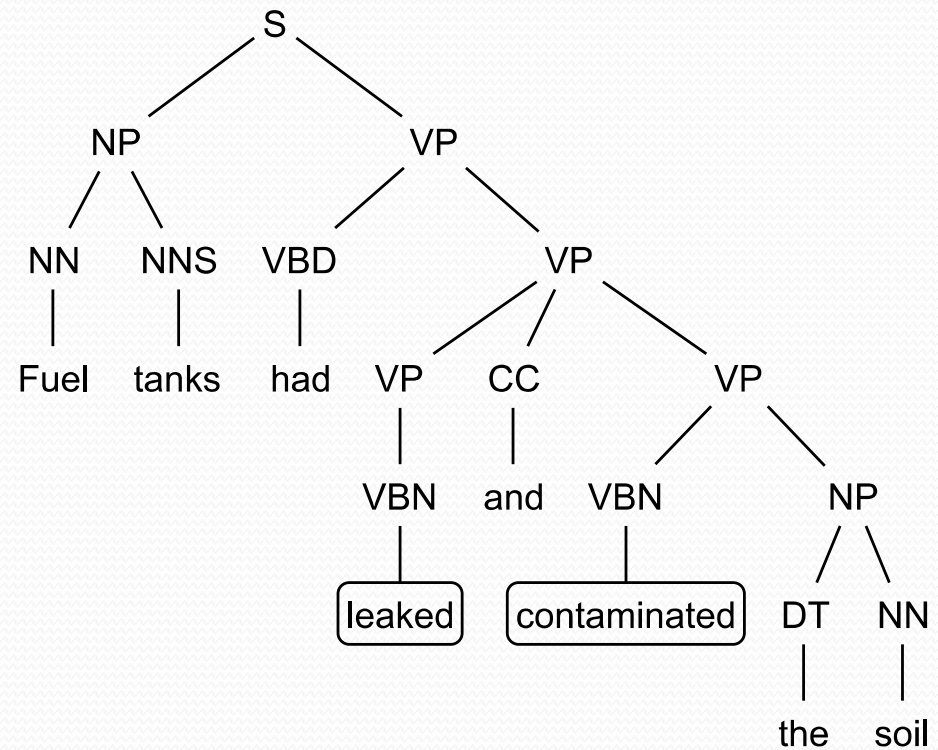 S
NP VP
NN NNS VBD VP
Fuel tanks had VP CC VP
VBN and VBN NP
leaked contaminated DT NN
the soil